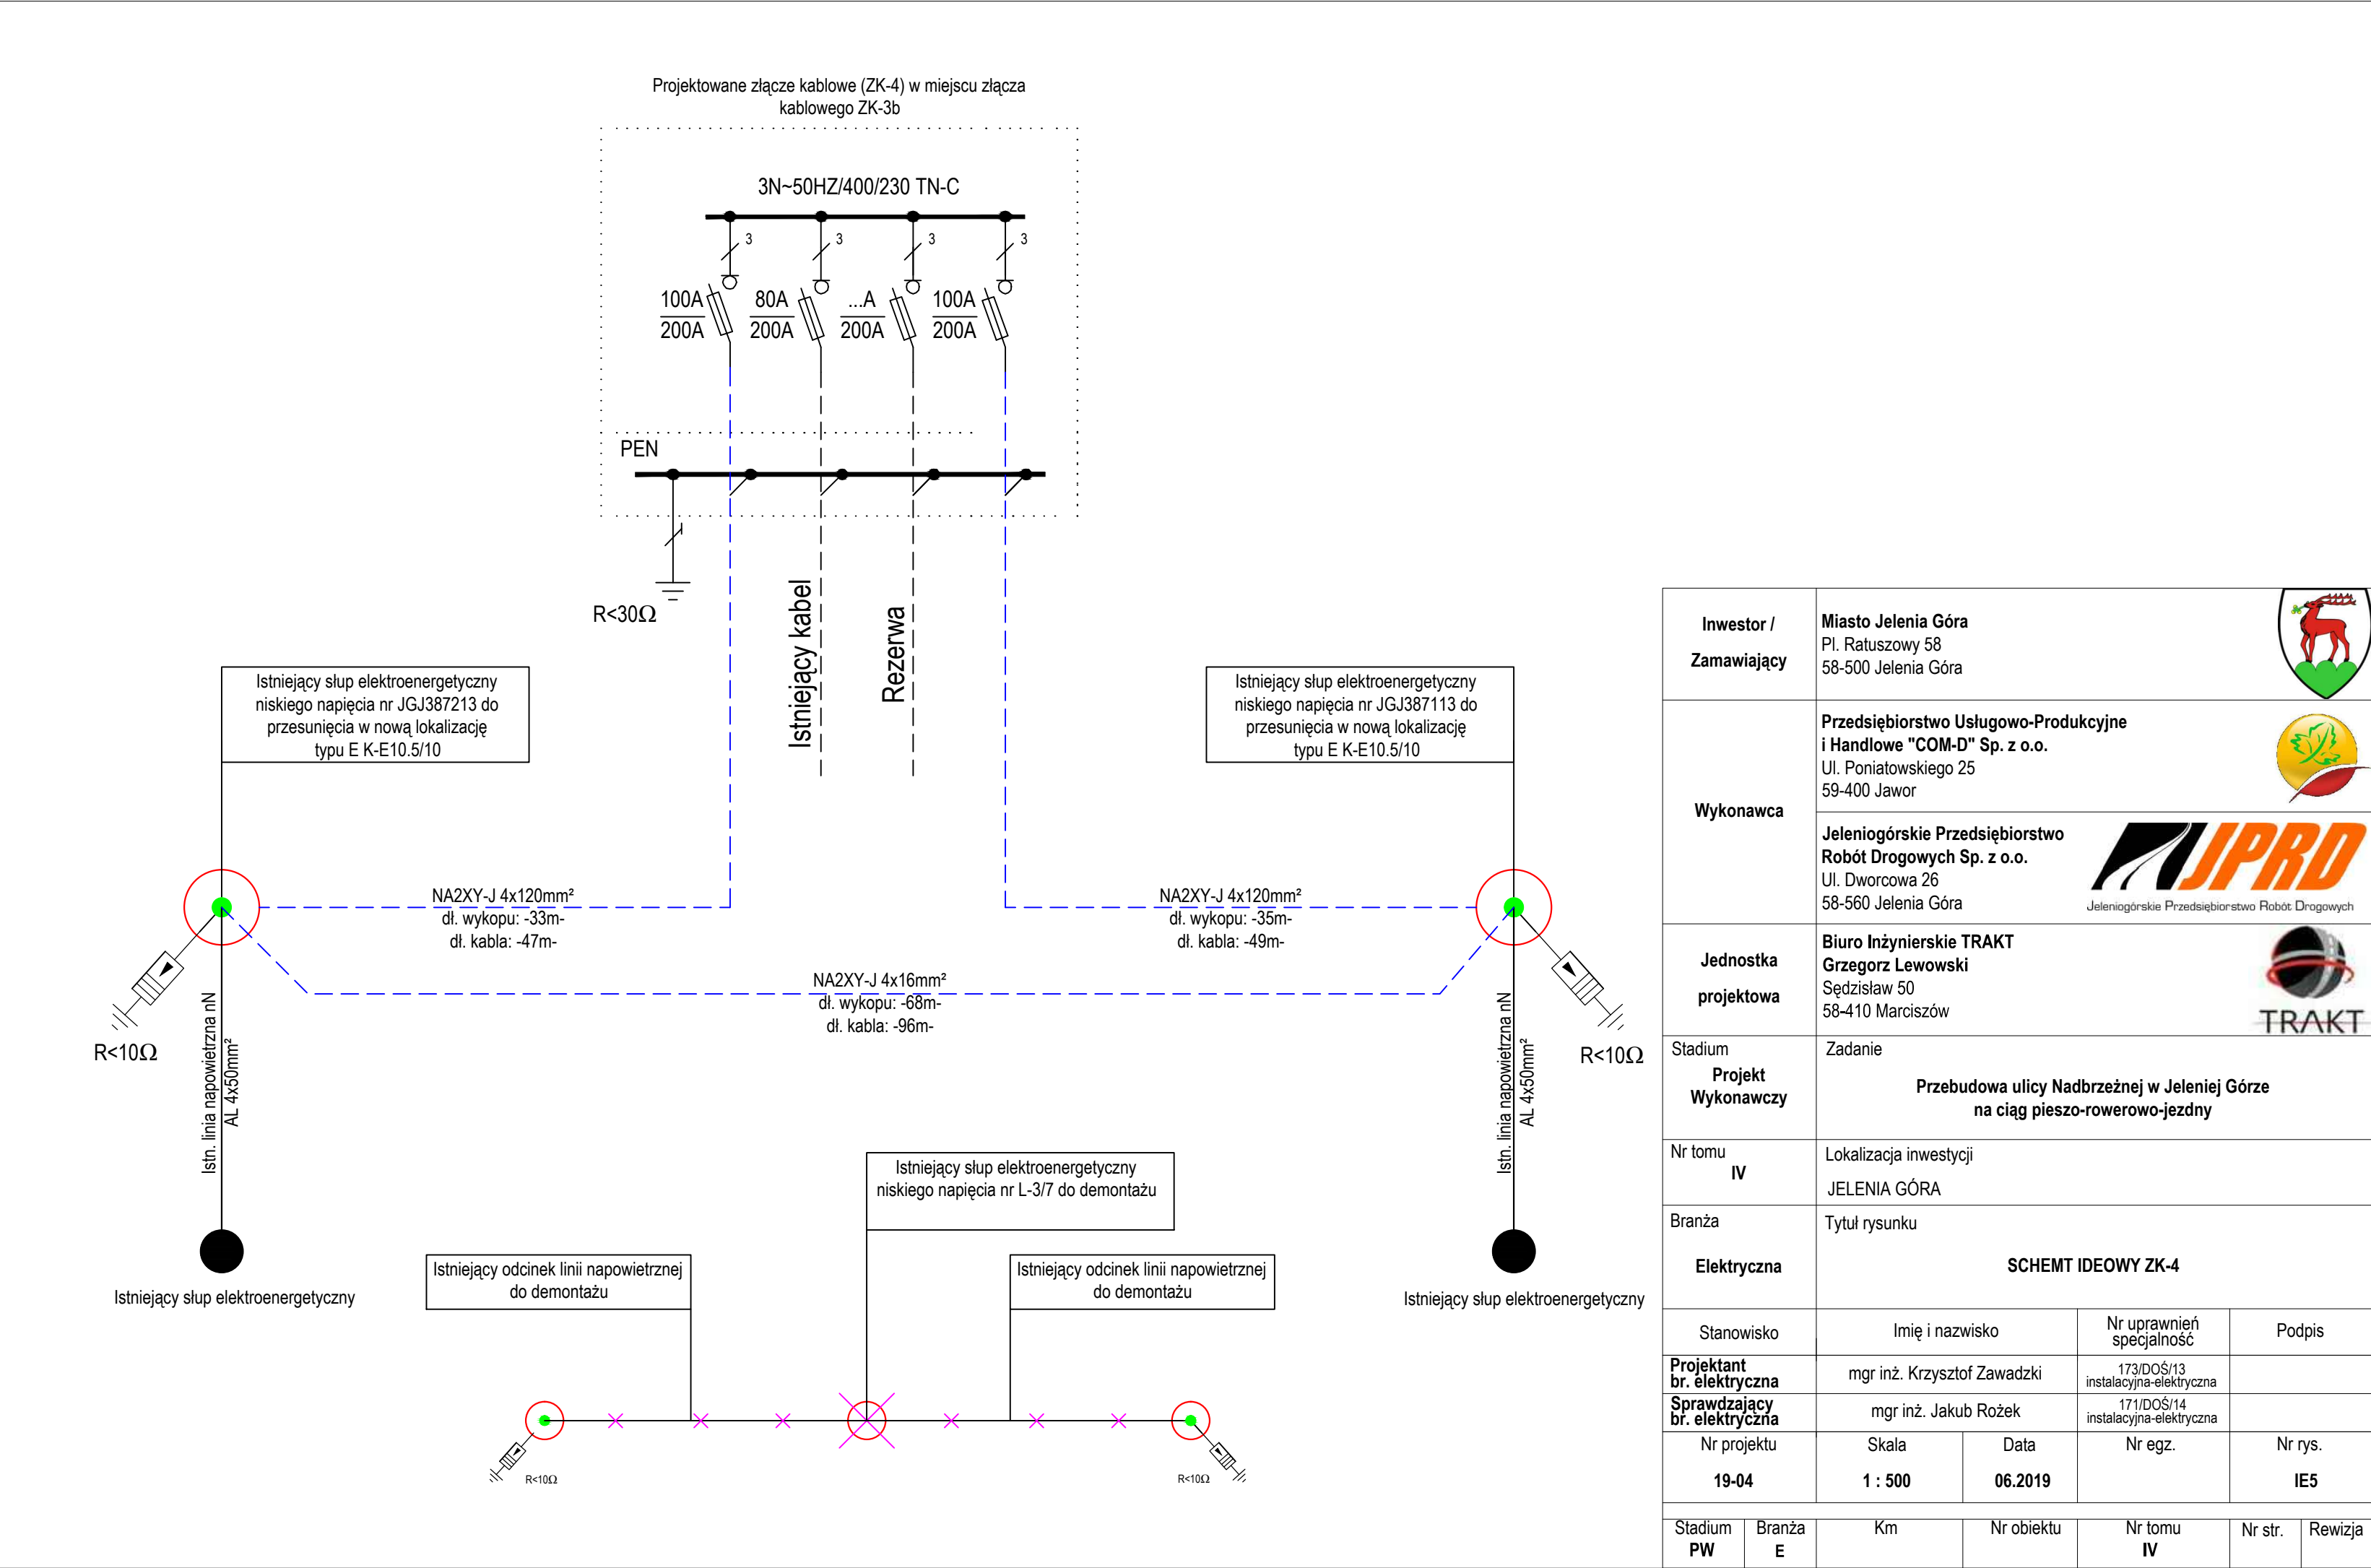 Projektowane złącze kablowe (ZK-4) w miejscu złącza
kablowego ZK-3b
3N~50HZ/400/230 TN-C
3
3
3
3
100A
200A
80A
200A
...A
200A
100A
200A
PEN
R<30Ω
Istniejący kabel
Rezerwa
Istniejący słup elektroenergetyczny
niskiego napięcia nr JGJ387213 do
przesunięcia w nową lokalizację
typu E K-E10.5/10
Istniejący słup elektroenergetyczny
niskiego napięcia nr JGJ387113 do
przesunięcia w nową lokalizację
typu E K-E10.5/10
NA2XY-J 4x120mm²
dł. wykopu: -33m-
dł. kabla: -47m-
NA2XY-J 4x120mm²
dł. wykopu: -35m-
dł. kabla: -49m-
NA2XY-J 4x16mm²
dł. wykopu: -68m-
dł. kabla: -96m-
R<10Ω
R<10Ω
Istn. linia napowietrzna nN
AL 4x50mm²
Istn. linia napowietrzna nN
AL 4x50mm²
Istniejący słup elektroenergetyczny
Istniejący słup elektroenergetyczny
Istniejący słup elektroenergetyczny
niskiego napięcia nr L-3/7 do demontażu
Istniejący odcinek linii napowietrznej
do demontażu
Istniejący odcinek linii napowietrznej
do demontażu
R<10Ω
R<10Ω
Inwestor /
Zamawiający
Miasto Jelenia Góra
Pl. Ratuszowy 58
58-500 Jelenia Góra
Wykonawca
Przedsiębiorstwo Usługowo-Produkcyjne
i Handlowe "COM-D" Sp. z o.o.
Ul. Poniatowskiego 25
59-400 Jawor
Jeleniogórskie Przedsiębiorstwo
Robót Drogowych Sp. z o.o.
Ul. Dworcowa 26
58-560 Jelenia Góra
JPRD
Jeleniogórskie Przedsiębiorstwo Robót Drogowych
Jednostka
projektowa
Biuro Inżynierskie TRAKT
Grzegorz Lewowski
Sędzisław 50
58-410 Marciszów
TRAKT
Stadium
Projekt
Wykonawczy
Zadanie
Przebudowa ulicy Nadbrzeżnej w Jeleniej Górze
na ciąg pieszo-rowerowo-jezdny
Nr tomu
IV
Lokalizacja inwestycji
JELENIA GÓRA
Branża
Elektryczna
Tytuł rysunku
SCHEMT IDEOWY ZK-4
Stanowisko
Imię i nazwisko
Nr uprawnień
specjalność
Podpis
Projektant
br. elektryczna
mgr inż. Krzysztof Zawadzki
173/DOŚ/13
instalacyjna-elektryczna
Sprawdzający
br. elektryczna
mgr inż. Jakub Rożek
171/DOŚ/14
instalacyjna-elektryczna
Nr projektu
19-04
Skala
1 : 500
Data
06.2019
Nr egz.
Nr rys.
IE5
Stadium
PW
Branża
E
Km
Nr obiektu
Nr tomu
IV
Nr str.
Rewizja